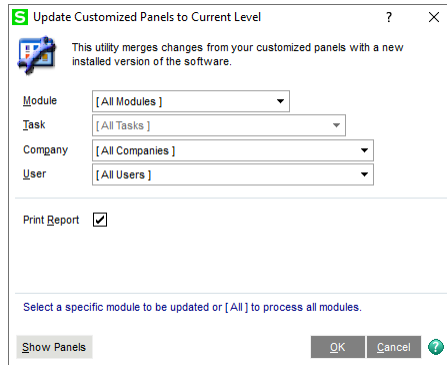 S Update Customized Panels to Current Level ?
This utility merges changes from your customized panels with a new
installed version of the software.
Module [ All Modules ]
Task [ All Tasks ]
Company [ All Companies ]
User [ All Users ]
Print Report
Select a specific module to be updated or [ All ] to process all modules.
Show Panels OK Cancel ?